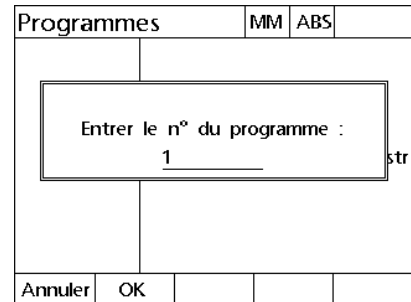 Programmes MM ABS
Entrer le n° du programme :
1
str
Annuler OK